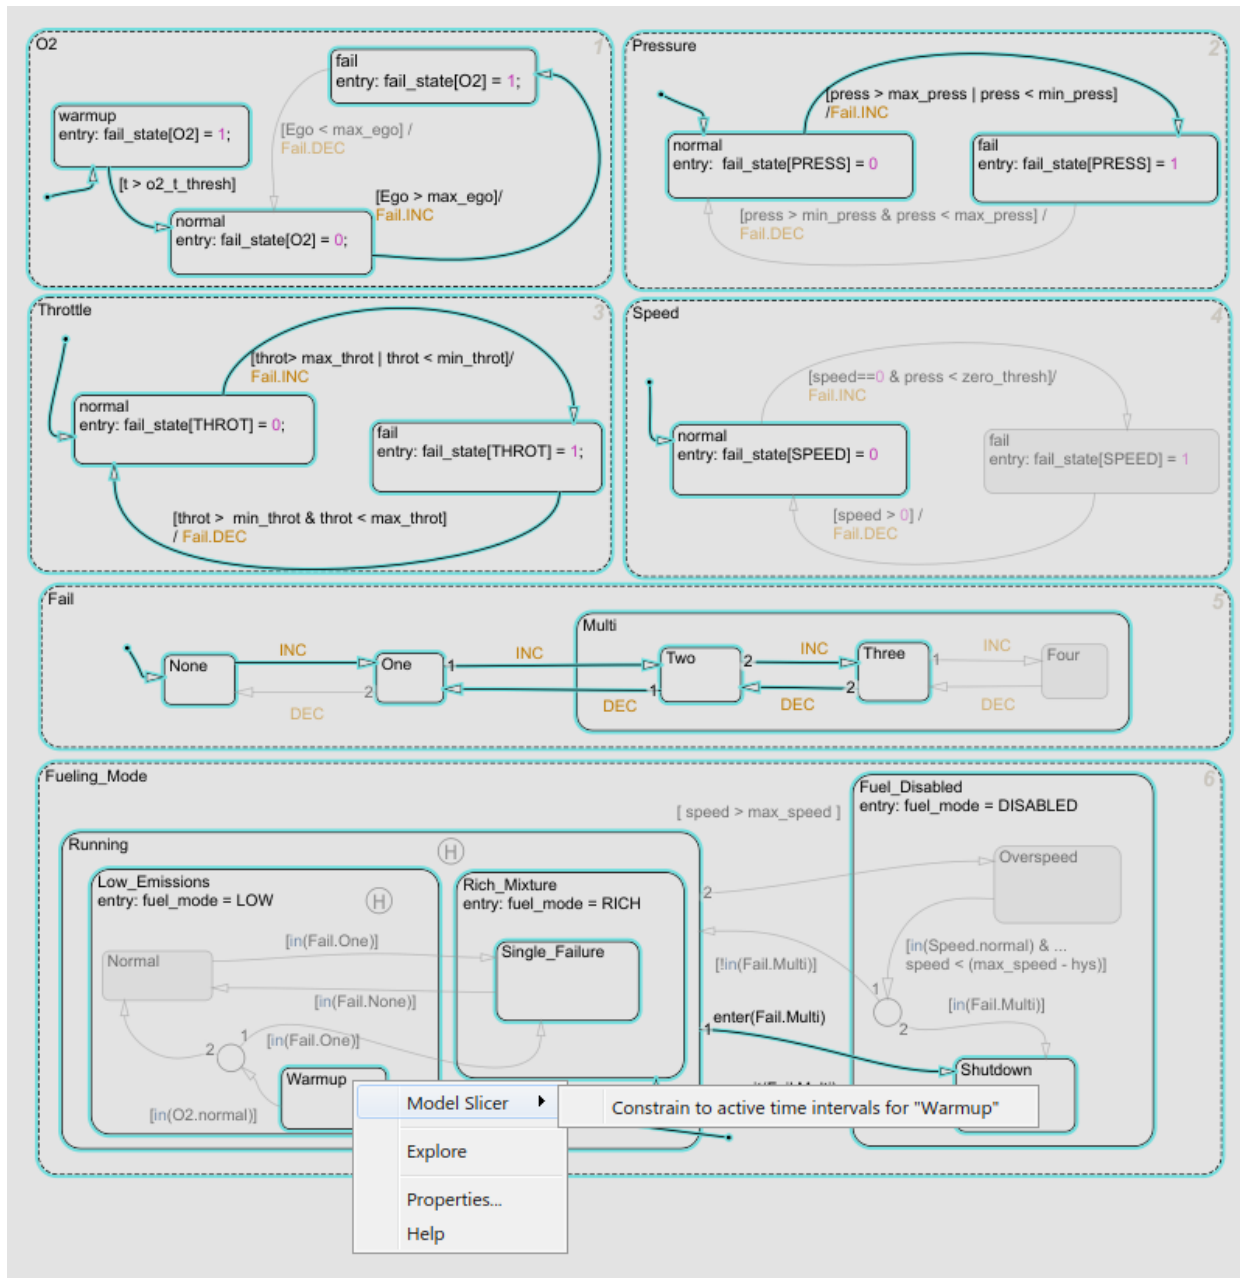 O2
1
fail
entry: fail_state[O2] = 1;
warmup
entry: fail_state[O2] = 1;
[Ego < max_ego] /
Fail.DEC
[t > o2_t_thresh]
[Ego > max_ego]/
Fail.INC
normal
entry: fail_state[O2] = 0;
Pressure
2
[press > max_press | press < min_press]
/Fail.INC
normal
entry:  fail_state[PRESS] = 0
fail
entry: fail_state[PRESS] = 1
[press > min_press & press < max_press] /
Fail.DEC
Throttle
3
[throt> max_throt | throt < min_throt]/
Fail.INC
normal
entry: fail_state[THROT] = 0;
fail
entry: fail_state[THROT] = 1;
[throt >  min_throt & throt < max_throt]
/ Fail.DEC
Speed
4
[speed==0 & press < zero_thresh]/
Fail.INC
normal
entry: fail_state[SPEED] = 0
fail
entry: fail_state[SPEED] = 1
[speed > 0] /
Fail.DEC
Fail
5
Multi
None
INC
One
1
INC
Two
2
INC
Three
1
INC
Four
2
DEC
1
DEC
2
DEC
DEC
Fueling_Mode
6
Fuel_Disabled
entry: fuel_mode = DISABLED
[ speed > max_speed ]
Running
H
Overspeed
Low_Emissions
entry: fuel_mode = LOW
H
Rich_Mixture
entry: fuel_mode = RICH
2
[in(Fail.One)]
Single_Failure
Normal
[in(Speed.normal) & ...
speed < (max_speed - hys)]
[!in(Fail.Multi)]
[in(Fail.None)]
1
[in(Fail.Multi)]
2
enter(Fail.Multi)
1
1
[in(Fail.One)]
2
Shutdown
Warmup
[in(O2.normal)]
Model Slicer
Constrain to active time intervals for "Warmup"
Explore
Properties...
Help